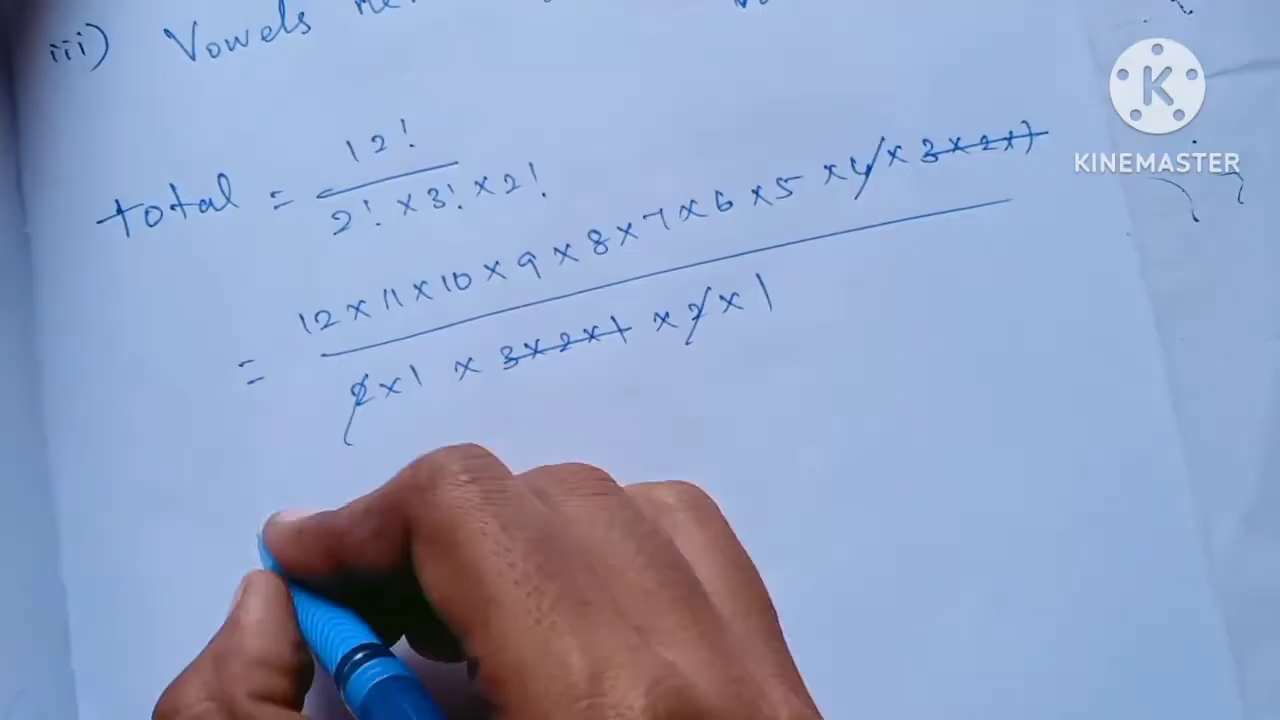 iii) Vowels
total = 12! / 2! × 3! × 2!
= 12 × 11 × 10 × 9 × 8 × 7 × 6 × 5 × 4 × 3 × 2 × 1 / 2 × 1 × 3 × 2 × 1 × 2 × 1
K
KINEMASTER